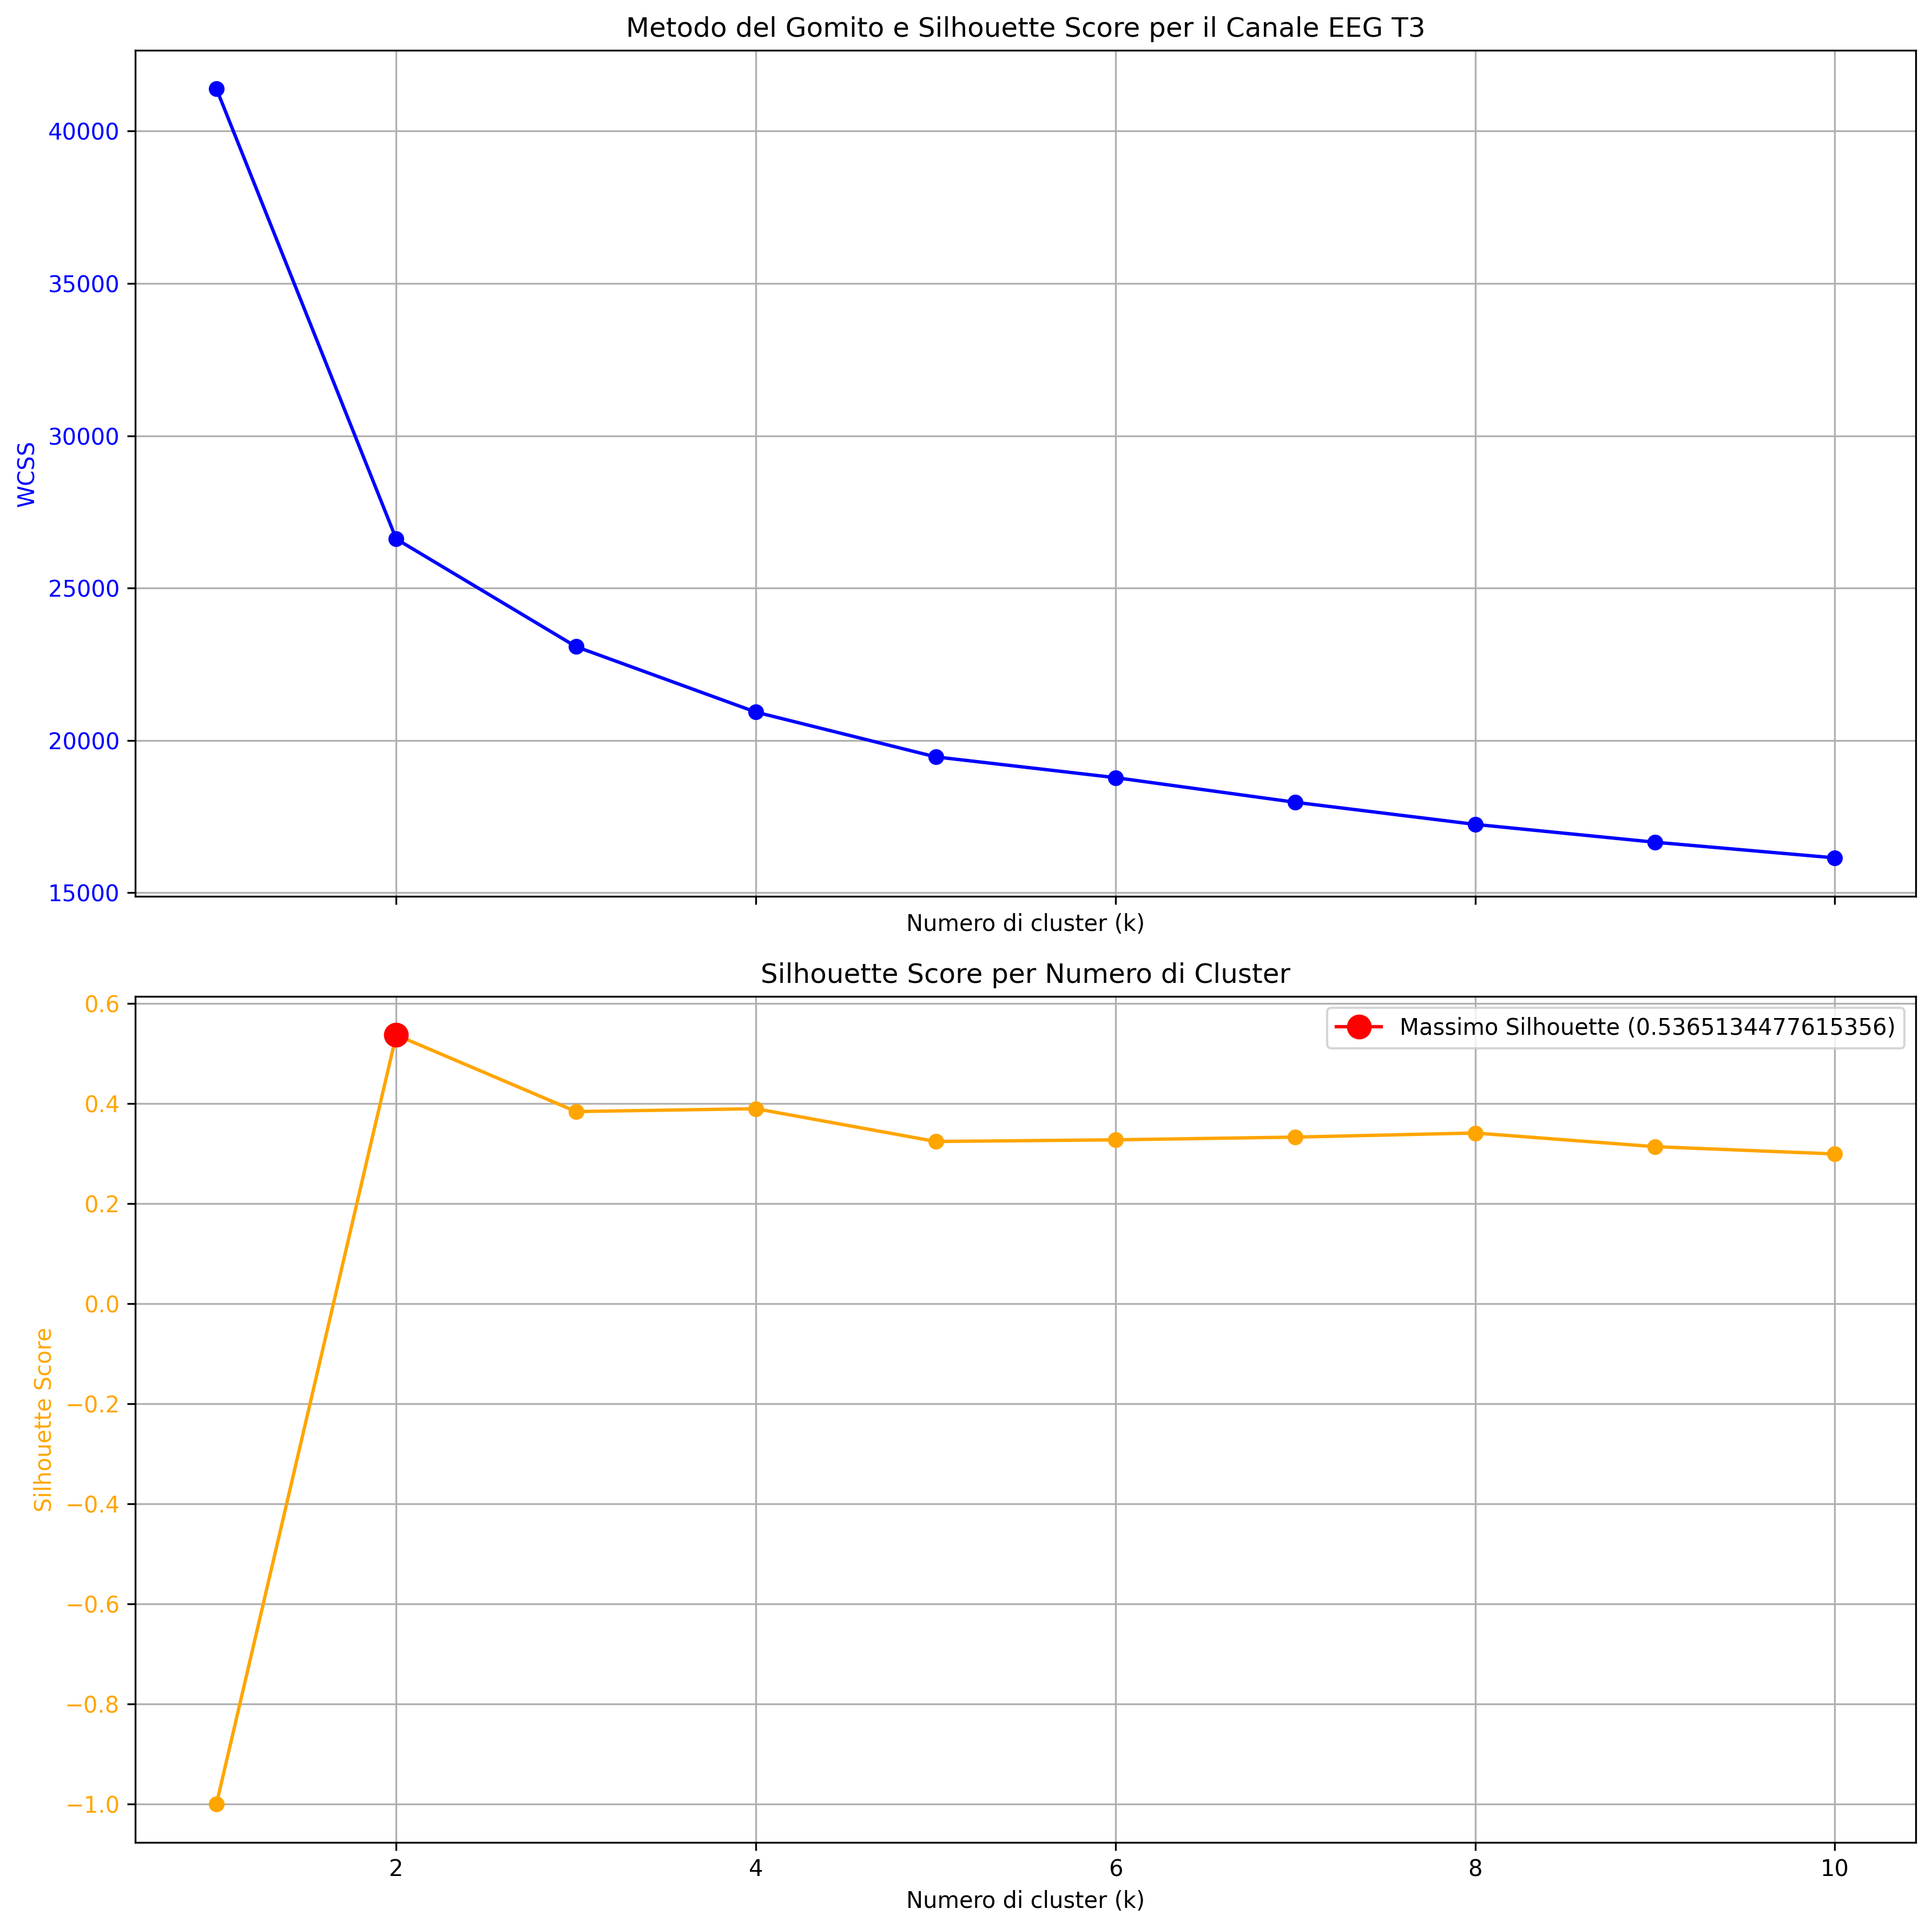 Metodo del Gomito e Silhouette Score per il Canale EEG T3
40000
35000
30000
25000
20000
15000
WCSS
Numero di cluster (k)
Silhouette Score per Numero di Cluster
Massimo Silhouette (0.5365134477615356)
0.6
0.4
0.2
0.0
−0.2
−0.4
−0.6
−0.8
−1.0
Silhouette Score
2
4
6
8
10
Numero di cluster (k)